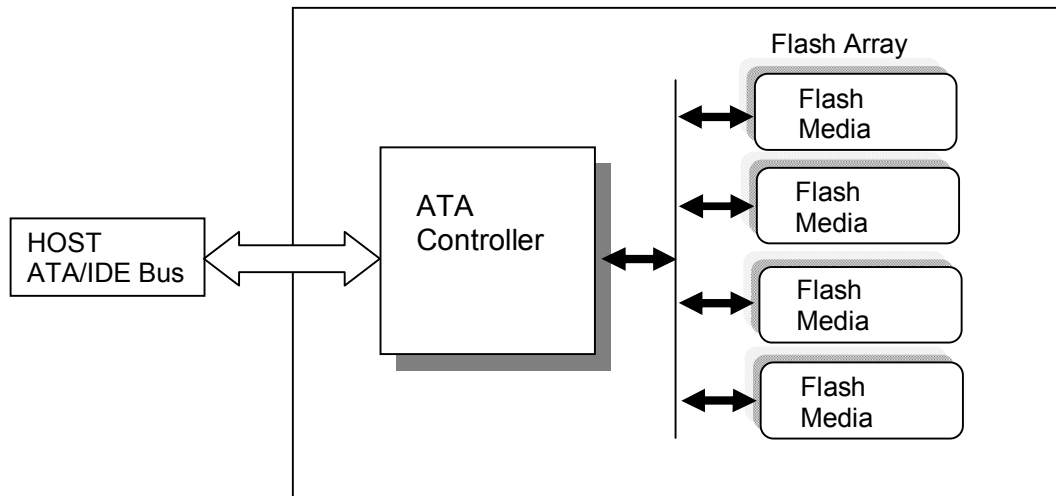 Flash Array
Flash
Media
Flash
Media
ATA
Controller
HOST
ATA/IDE Bus
Flash
Media
Flash
Media